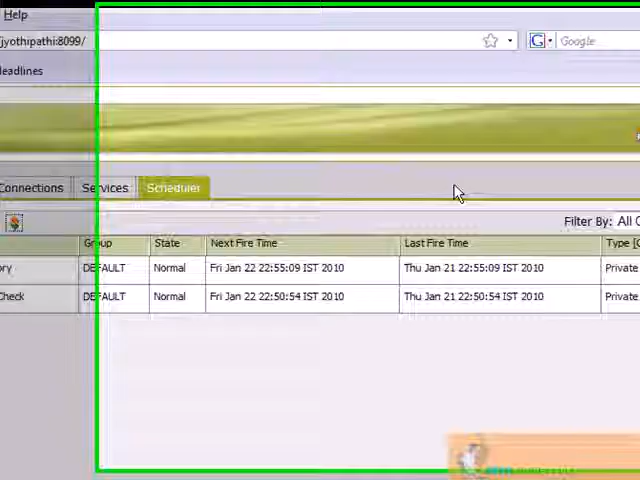 Help
jyothipathi:8099/
Google
eadlines
Connections Services Scheduler
Filter By: All
Group State Next Fire Time Last Fire Time Type [
ory DEFAULT Normal Fri Jan 22 22:55:09 IST 2010 Thu Jan 21 22:55:09 IST 2010 Private
Check DEFAULT Normal Fri Jan 22 22:50:54 IST 2010 Thu Jan 21 22:50:54 IST 2010 Private